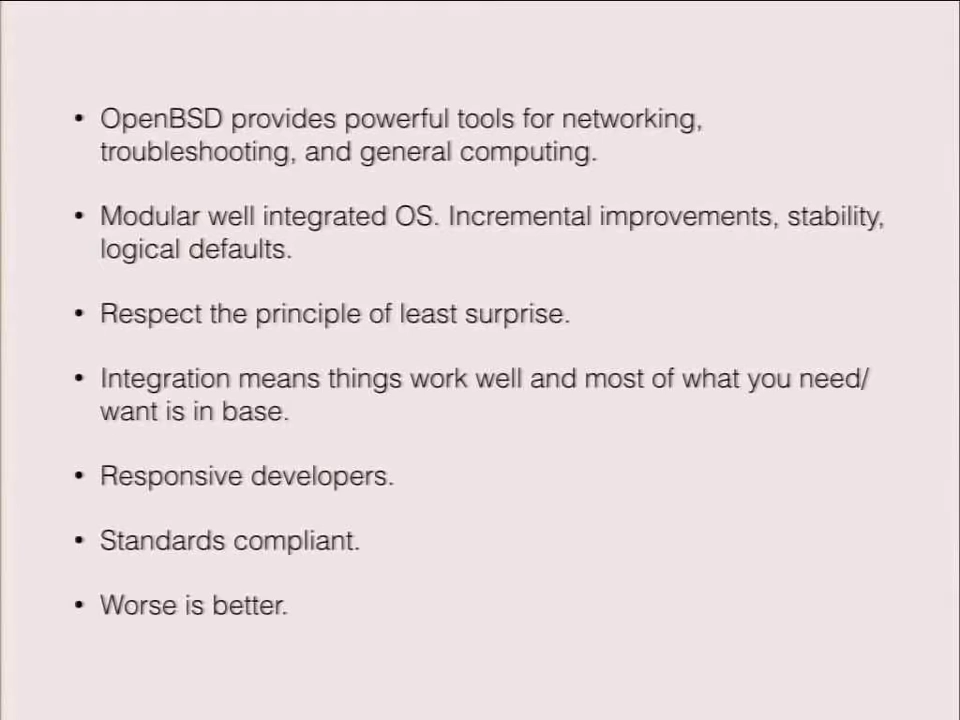 • OpenBSD provides powerful tools for networking,
troubleshooting, and general computing.
• Modular well integrated OS. Incremental improvements, stability,
logical defaults.
• Respect the principle of least surprise.
• Integration means things work well and most of what you need/
want is in base.
• Responsive developers.
• Standards compliant.
• Worse is better.